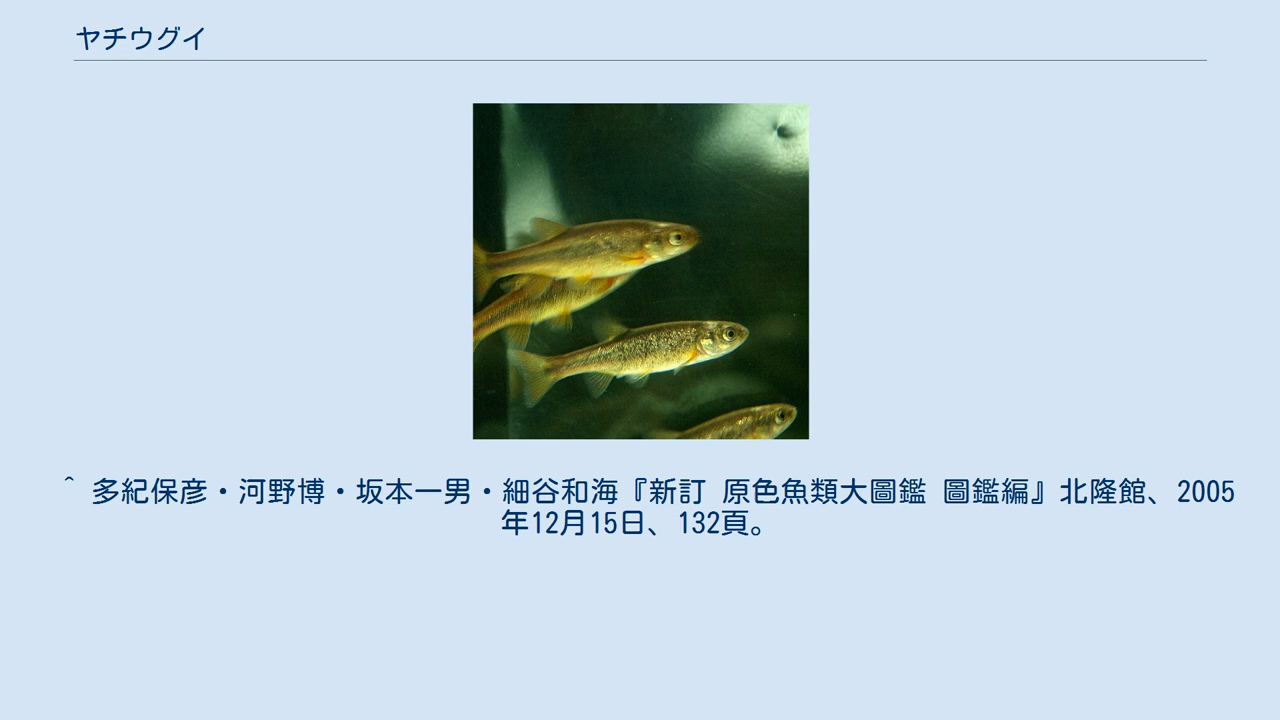 ヤチウグイ
^ 多紀保彦・河野博・坂本一男・細谷和海『新訂 原色魚類大圖鑑 圖鑑編』北隆館、2005
年12月15日、132頁。